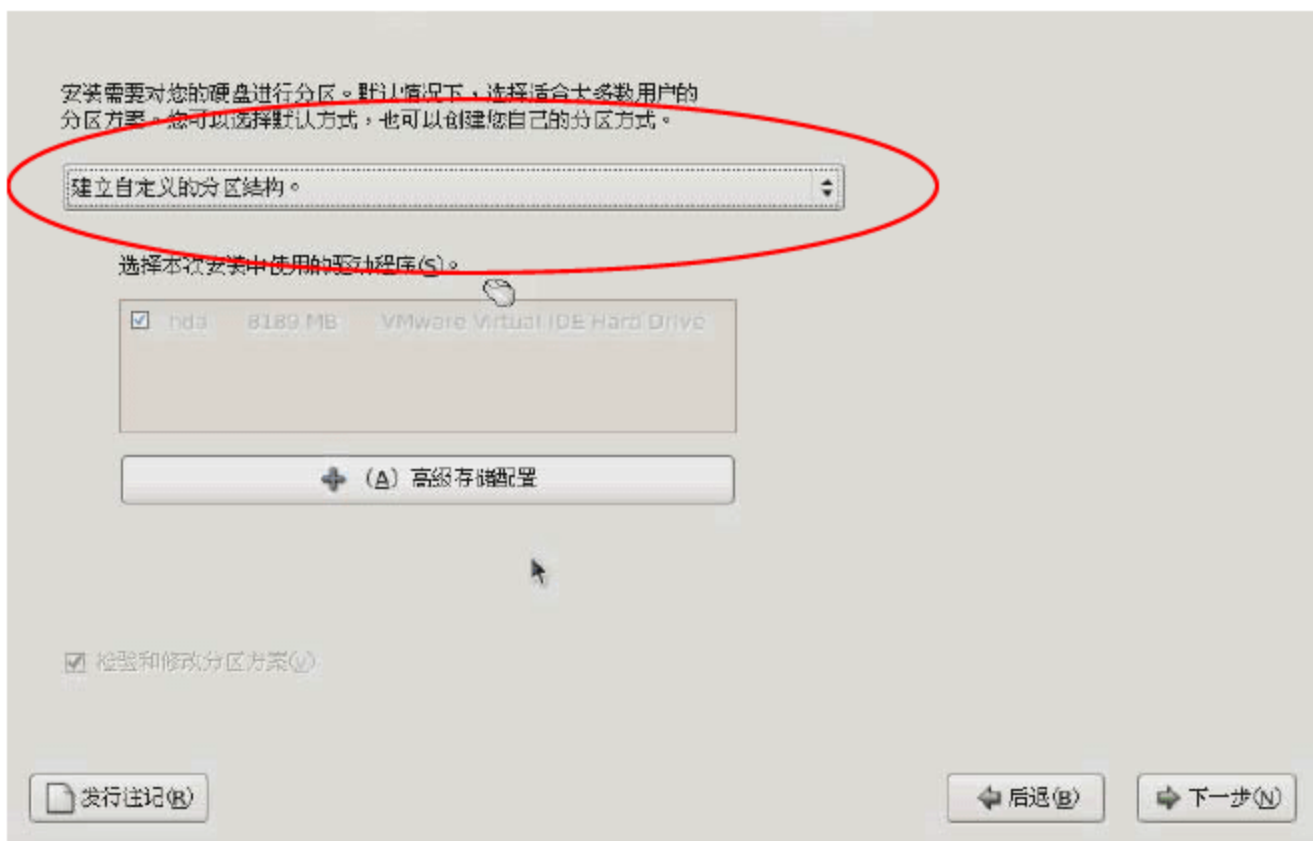 安装需要对您的硬盘进行分区。默认情况下，选择适合大多数用户的
分区方案。您可以选择默认方式，也可以创建您自己的分区方式。
建立自定义的分区结构。
选择本次安装中使用的驱动程序(S)。
hda 8189 MB VMware Virtual IDE Hard Drive
(A) 高级存储配置
检验和修改分区方案(V)
发行注记(R)
后退(B)
下一步(N)